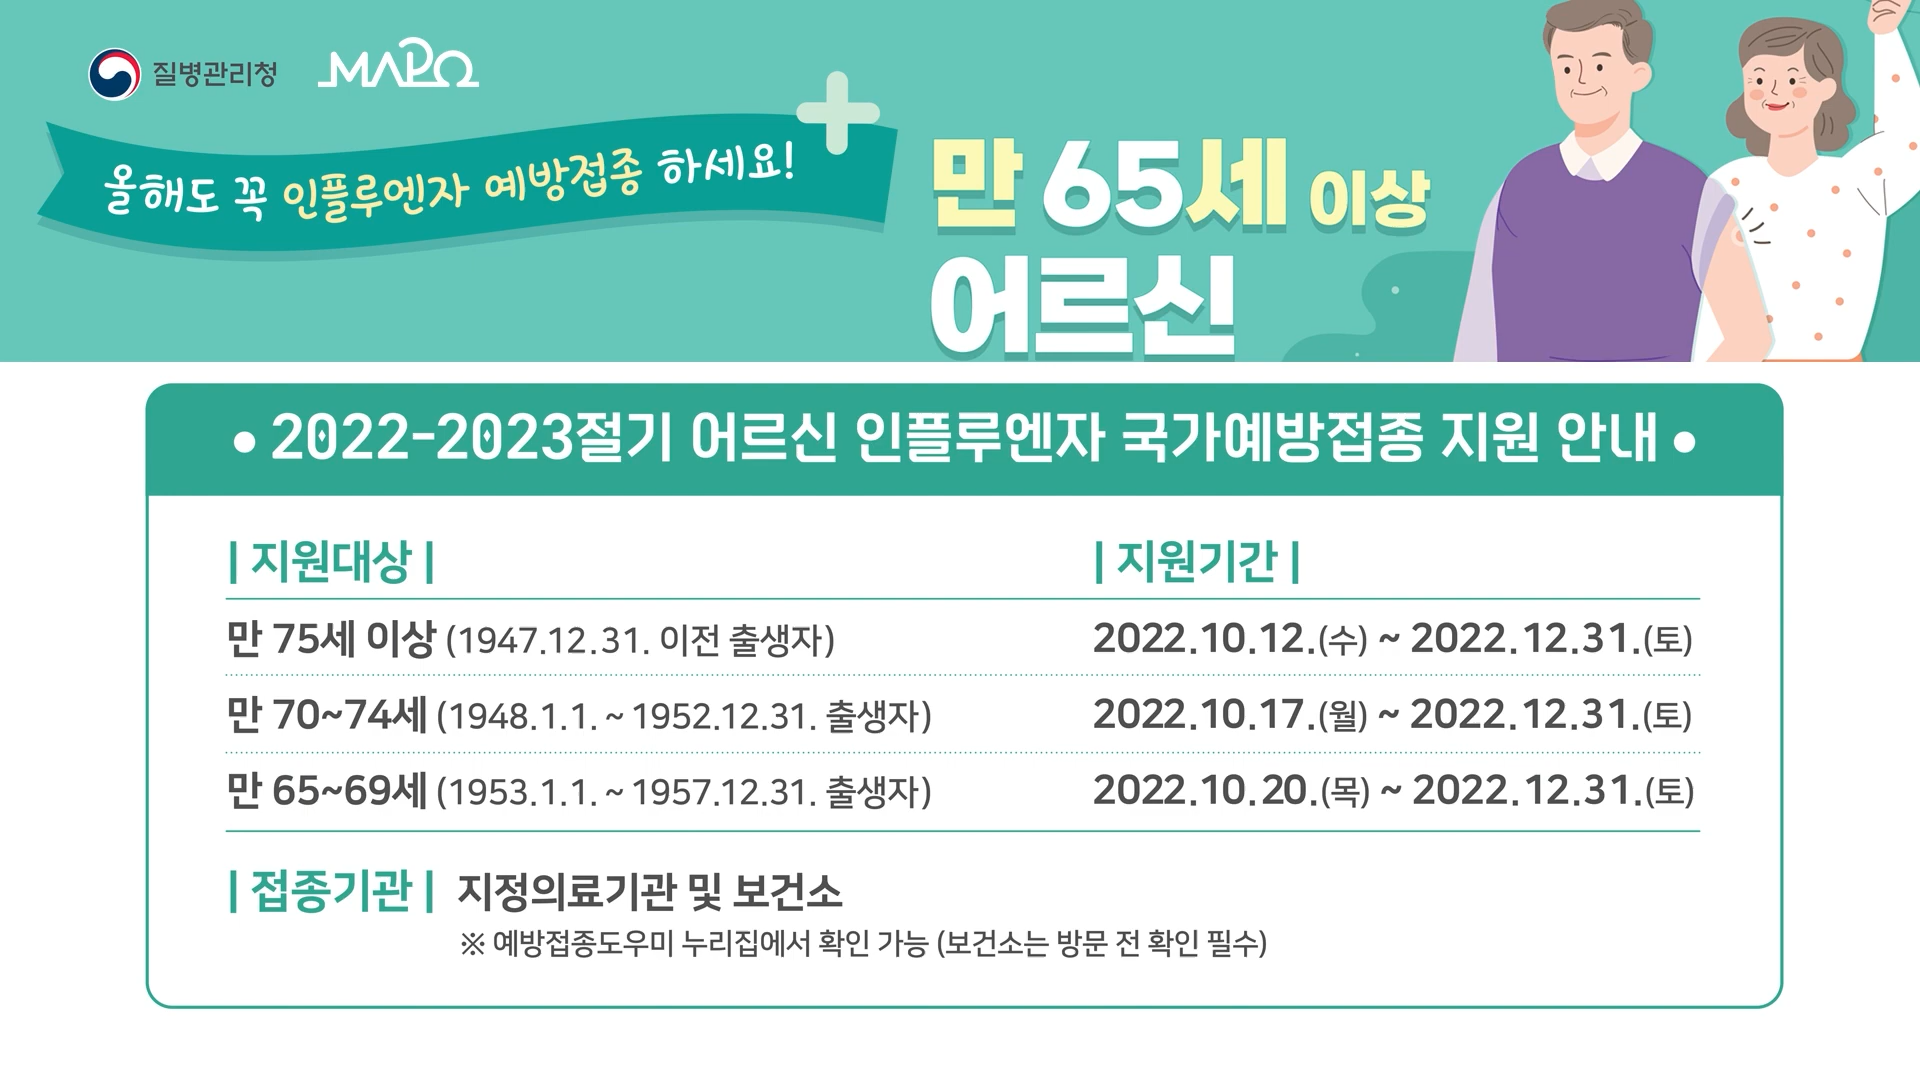 질병관리청 MAPO
올해도 꼭 인플루엔자 예방접종 하세요!
만 65세 이상
어르신
• 2022-2023절기 어르신 인플루엔자 국가예방접종 지원 안내 •
| 지원대상 | | 지원기간 |
만 75세 이상 (1947.12.31. 이전 출생자) 2022.10.12.(수) ~ 2022.12.31.(토)
만 70~74세 (1948.1.1. ~ 1952.12.31. 출생자) 2022.10.17.(월) ~ 2022.12.31.(토)
만 65~69세 (1953.1.1. ~ 1957.12.31. 출생자) 2022.10.20.(목) ~ 2022.12.31.(토)
| 접종기관 | 지정의료기관 및 보건소
※ 예방접종도우미 누리집에서 확인 가능 (보건소는 방문 전 확인 필수)